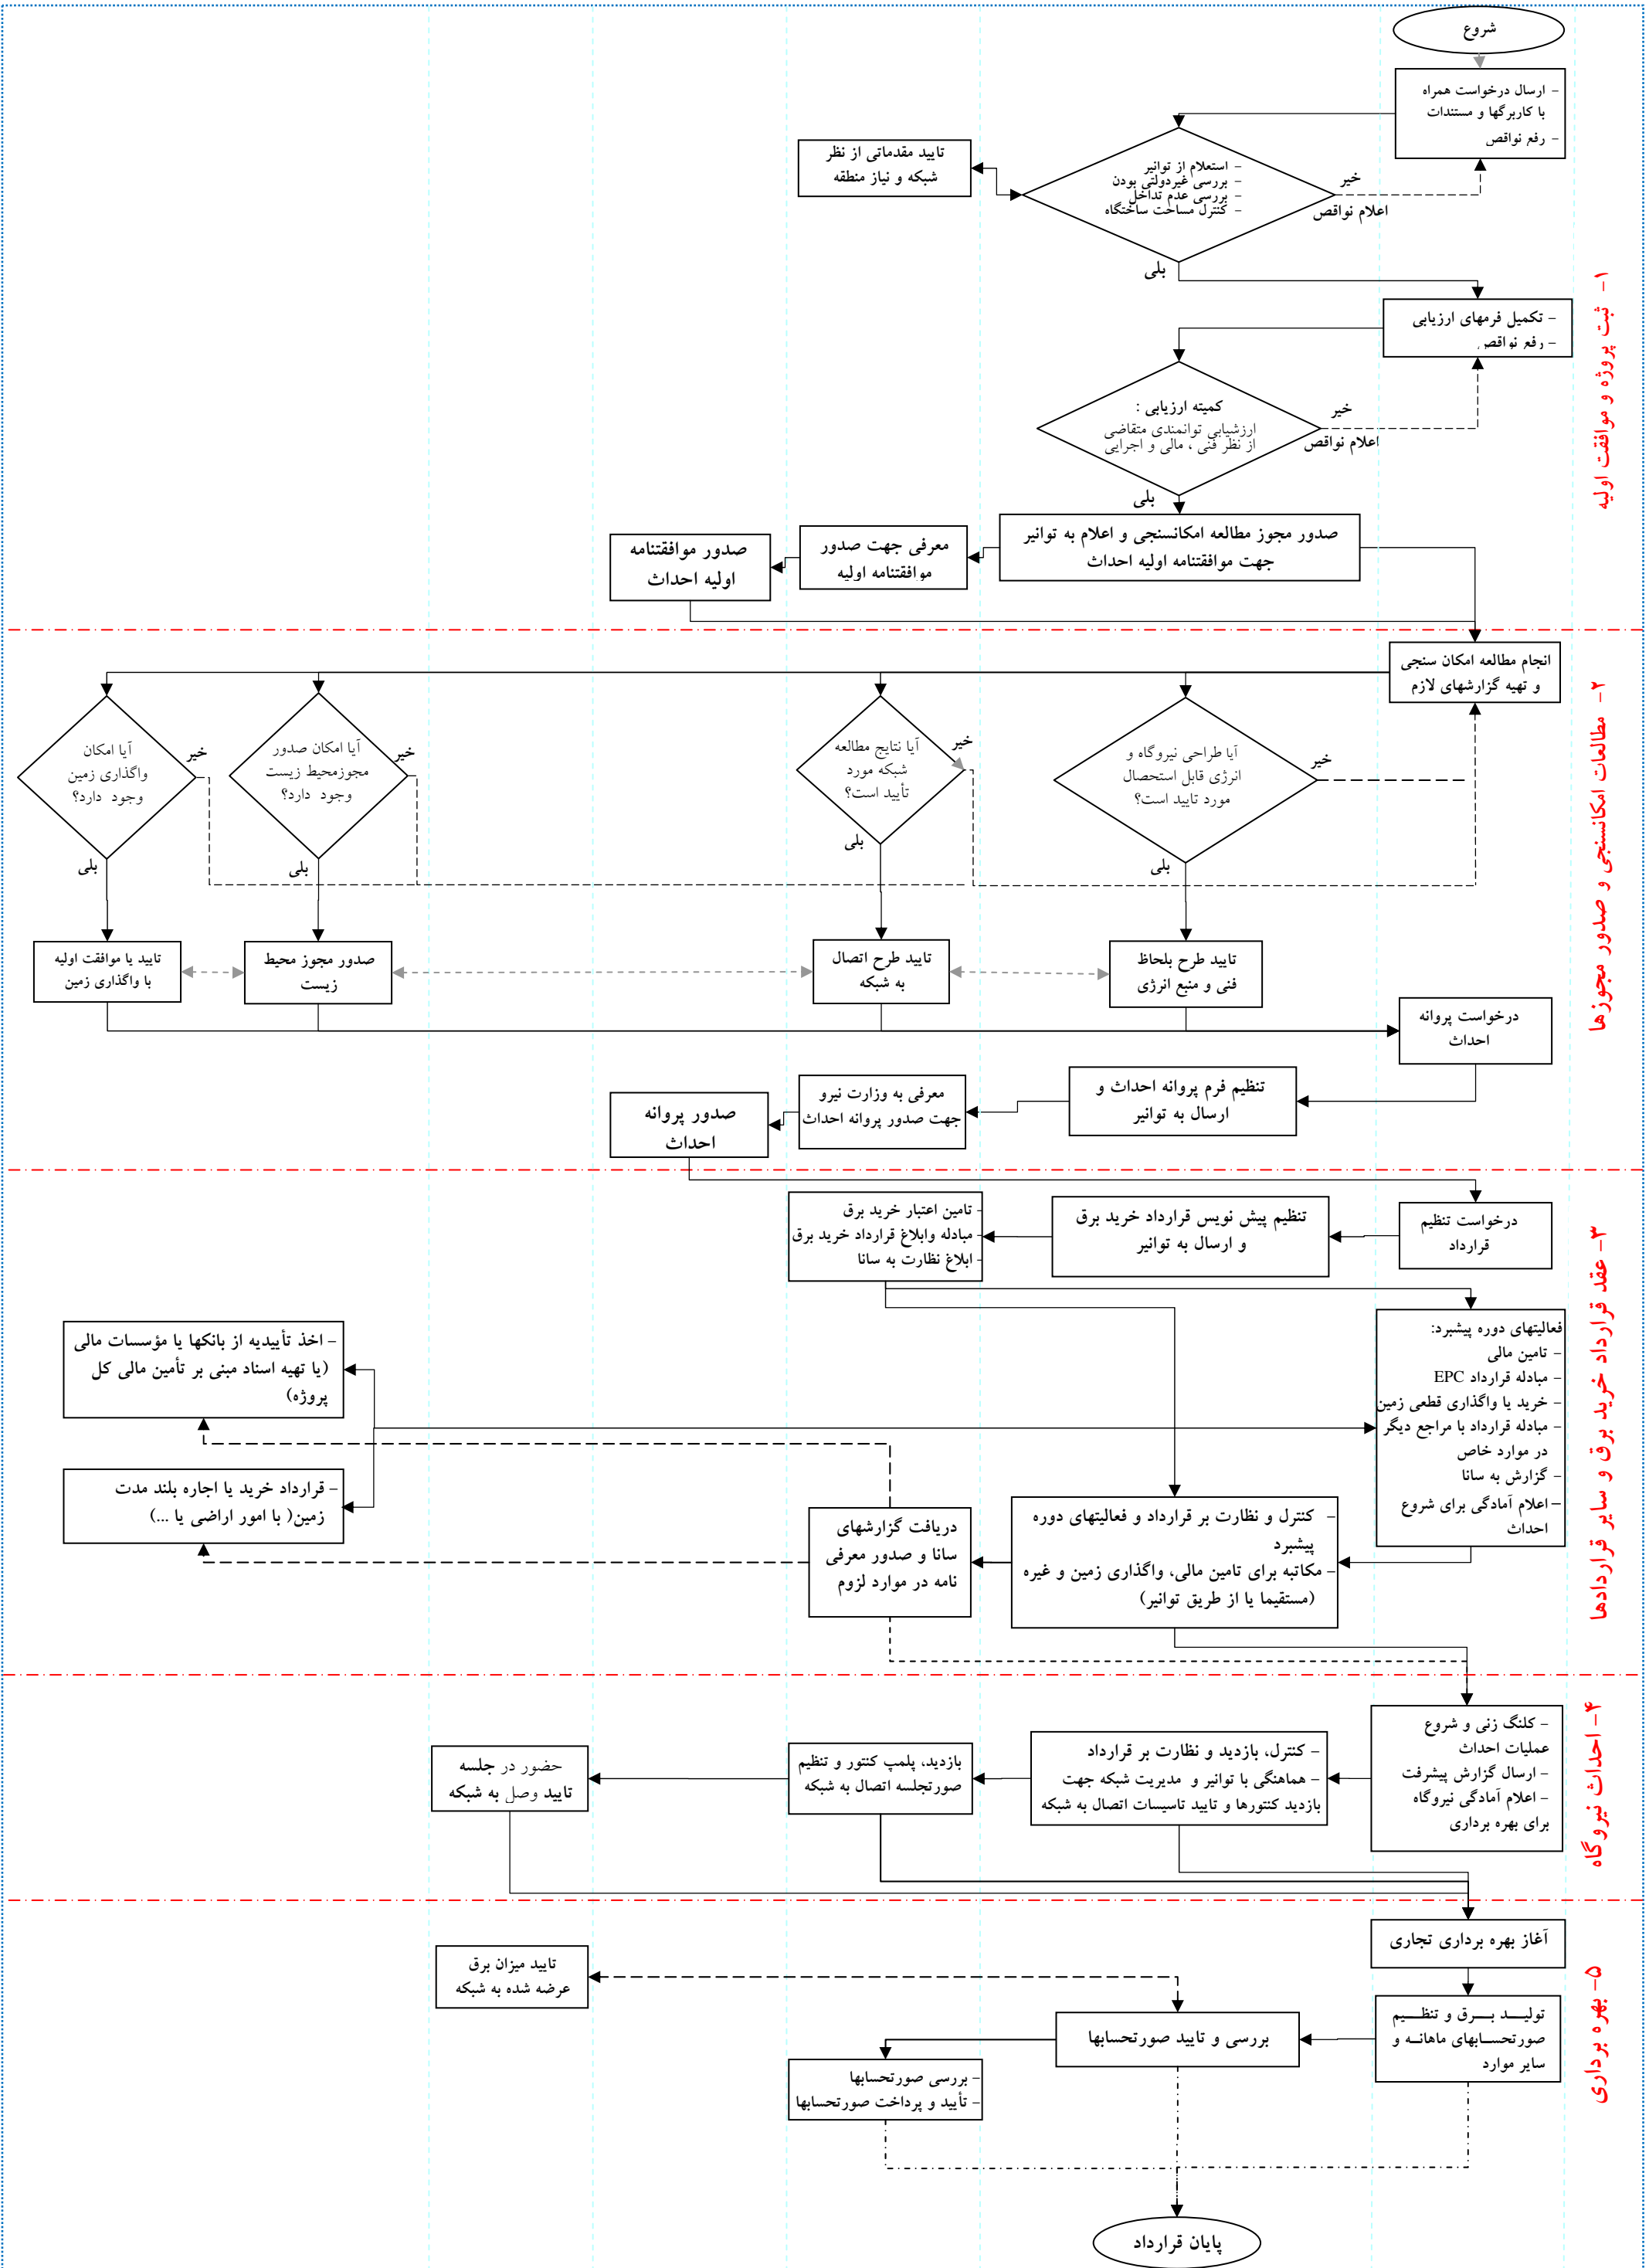 شروع
- ارسال درخواست همراه
با کاربرگها و مستندات
- رفع نواقص
- استعلام از توانیر
- بررسی غیردولتی بودن
- بررسی عدم تداخل
- کنترل مساحت ساختگاه
تایید مقدماتی از نظر
شبکه و نیاز منطقه
خیر
اعلام نواقص
بلی
۱- ثبت پروژه و موافقت اولیه
- تکمیل فرمهای ارزیابی
- رفع نواقص
کمیته ارزیابی :
ارزشیابی توانمندی متقاضی
از نظر فنی ، مالی و اجرایی
خیر
اعلام نواقص
بلی
صدور مجوز مطالعه امکانسنجی و اعلام به توانیر
جهت موافقتنامه اولیه احداث
معرفی جهت صدور
موافقتنامه اولیه
صدور موافقتنامه
اولیه احداث
۲- مطالعات امکانسنجی و صدور مجوزها
انجام مطالعه امکان سنجی
و تهیه گزارشهای لازم
آیا طراحی نیروگاه و
انرژی قابل استحصال
مورد تایید است؟
خیر
بلی
آیا نتایج مطالعه
شبکه مورد
تأیید است؟
خیر
بلی
آیا امکان صدور
مجوزمحیط زیست
وجود دارد؟
خیر
بلی
آیا امکان
واگذاری زمین
وجود دارد؟
خیر
بلی
تایید طرح بلحاظ
فنی و منبع انرژی
تایید طرح اتصال
به شبکه
صدور مجوز محیط
زیست
تایید یا موافقت اولیه
با واگذاری زمین
درخواست پروانه
احداث
تنظیم فرم پروانه احداث و
ارسال به توانیر
معرفی به وزارت نیرو
جهت صدور پروانه احداث
صدور پروانه
احداث
۳- عقد قرارداد خرید برق و سایر قراردادها
درخواست تنظیم
قرارداد
تنظیم پیش نویس قرارداد خرید برق
و ارسال به توانیر
- تامین اعتبار خرید برق
- مبادله وابلاغ قرارداد خرید برق
- ابلاغ نظارت به سانا
فعالیتهای دوره پیشبرد:
- تامین مالی
- مبادله قرارداد EPC
- خرید یا واگذاری قطعی زمین
- مبادله قرارداد با مراجع دیگر
در موارد خاص
- گزارش به سانا
- اعلام آمادگی برای شروع
احداث
- اخذ تأییدیه از بانکها یا مؤسسات مالی
(یا تهیه اسناد مبنی بر تأمین مالی کل
پروژه)
- قرارداد خرید یا اجاره بلند مدت
زمین( با امور اراضی یا ...)
- کنترل و نظارت بر قرارداد و فعالیتهای دوره
پیشبرد
- مکاتبه برای تامین مالی، واگذاری زمین و غیره
(مستقیما یا از طریق توانیر)
دریافت گزارشهای
سانا و صدور معرفی
نامه در موارد لزوم
۴- احداث نیروگاه
- کلنگ زنی و شروع
عملیات احداث
- ارسال گزارش پیشرفت
- اعلام آمادگی نیروگاه
برای بهره برداری
- کنترل، بازدید و نظارت بر قرارداد
- هماهنگی با توانیر و مدیریت شبکه جهت
بازدید کنتورها و تایید تاسیسات اتصال به شبکه
بازدید، پلمپ کنتور و تنظیم
صورتجلسه اتصال به شبکه
حضور در جلسه
تایید وصل به شبکه
۵- بهره برداری
آغاز بهره برداری تجاری
تولیـــد بـــرق و تنظـــیم
صورتحســابهای ماهانــه و
سایر موارد
تایید میزان برق
عرضه شده به شبکه
بررسی و تایید صورتحسابها
- بررسی صورتحسابها
- تأیید و پرداخت صورتحسابها
پایان قرارداد